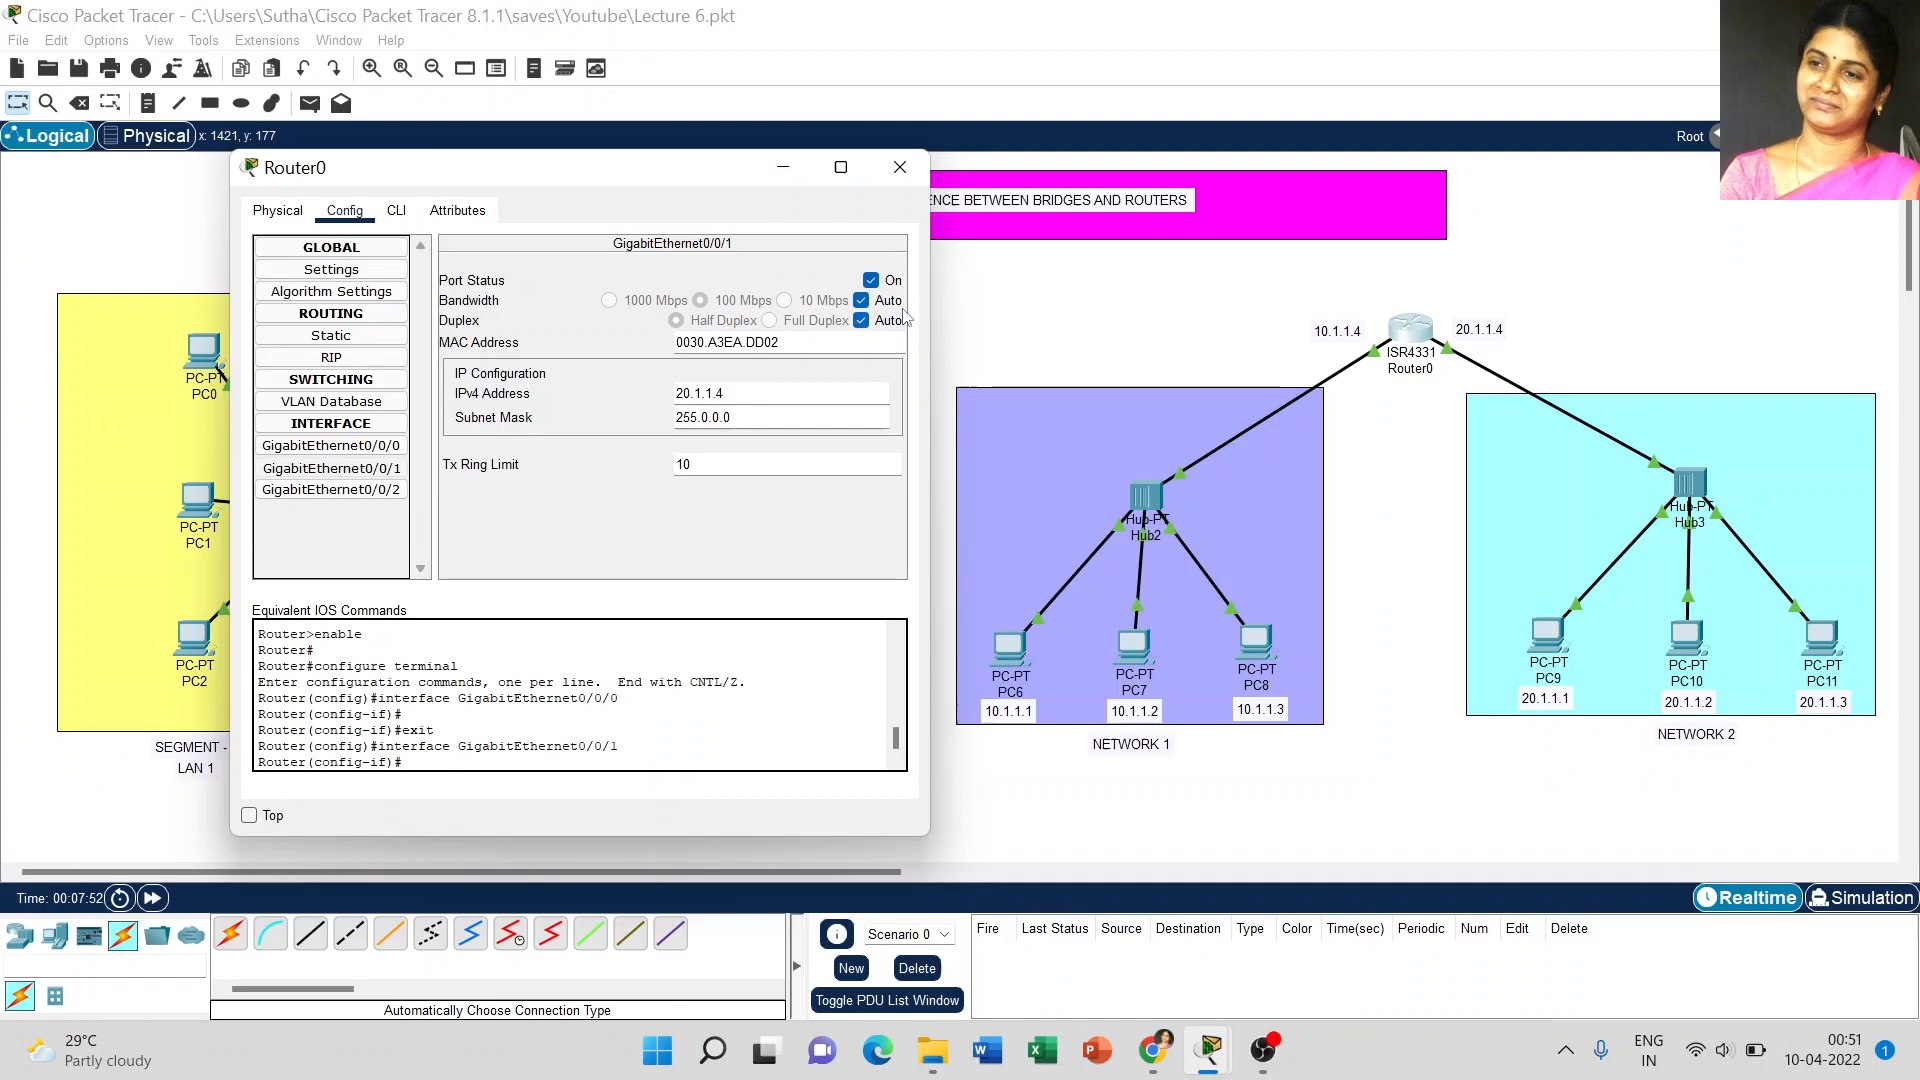 Cisco Packet Tracer - C:\Users\Sutha\Cisco Packet Tracer 8.1.1\saves\Youtube\Lecture 6.pkt
File Edit Options View Tools Extensions Window Help
Logical Physical x: 1421, y: 177 Root
Router0
Physical Config CLI Attributes
GLOBAL
Settings
Algorithm Settings
ROUTING
Static
RIP
SWITCHING
VLAN Database
INTERFACE
GigabitEthernet0/0/0
GigabitEthernet0/0/1
GigabitEthernet0/0/2
GigabitEthernet0/0/1
Port Status On
Bandwidth 1000 Mbps 100 Mbps 10 Mbps Auto
Duplex Half Duplex Full Duplex Auto
MAC Address 0030.A3EA.DD02
IP Configuration
IPv4 Address 20.1.1.4
Subnet Mask 255.0.0.0
Tx Ring Limit 10
Equivalent IOS Commands
Router>enable
Router#
Router#configure terminal
Enter configuration commands, one per line. End with CNTL/Z.
Router(config)#interface GigabitEthernet0/0/0
Router(config-if)#
Router(config-if)#exit
Router(config)#interface GigabitEthernet0/0/1
Router(config-if)#
Top
ENCE BETWEEN BRIDGES AND ROUTERS
PC-PT
PC0
PC-PT
PC1
PC-PT
PC2
SEGMENT -
LAN 1
10.1.1.4
20.1.1.4
ISR4331
Router0
Hub-PT
Hub2
PC-PT
PC6
10.1.1.1
PC-PT
PC7
10.1.1.2
PC-PT
PC8
10.1.1.3
NETWORK 1
Hub-PT
Hub3
PC-PT
PC9
20.1.1.1
PC-PT
PC10
20.1.1.2
PC-PT
PC11
20.1.1.3
NETWORK 2
Time: 00:07:52 Realtime Simulation
Scenario 0
New Delete
Toggle PDU List Window
Fire Last Status Source Destination Type Color Time(sec) Periodic Num Edit Delete
Automatically Choose Connection Type
29°C
Partly cloudy
ENG
IN
00:51
10-04-2022
1